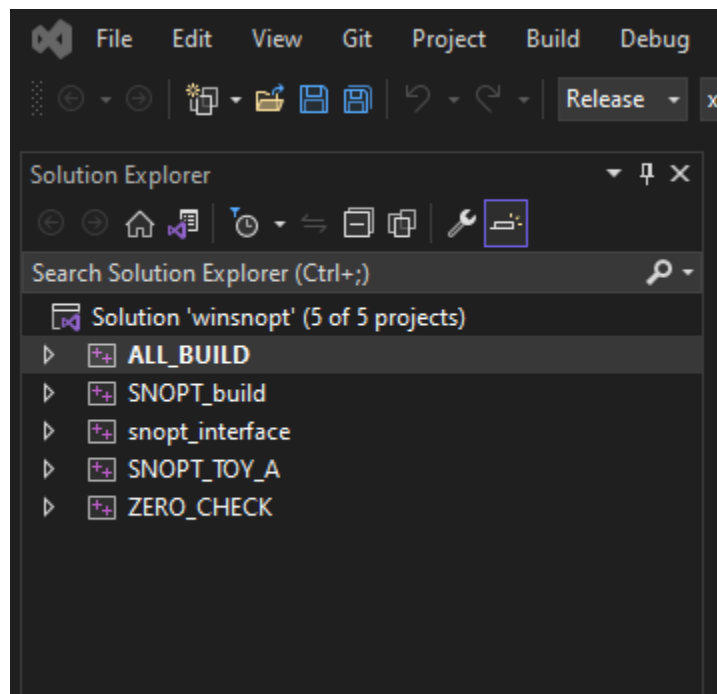 File Edit View Git Project Build Debug
Release x
Solution Explorer
Search Solution Explorer (Ctrl+;)
Solution 'winsnopt' (5 of 5 projects)
ALL_BUILD
SNOPT_build
snopt_interface
SNOPT_TOY_A
ZERO_CHECK